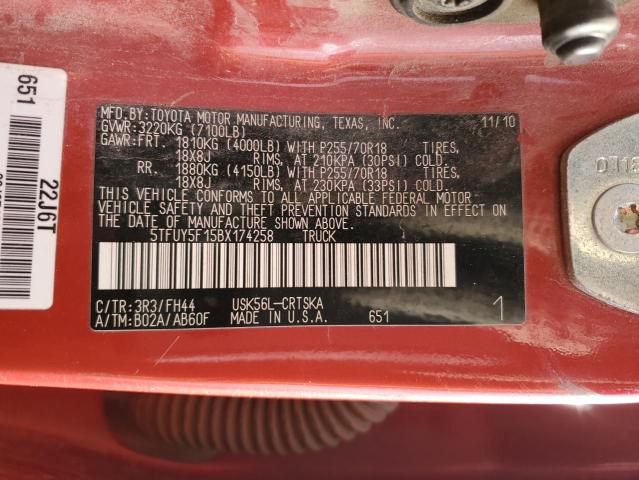 MFD.BY:TOYOTA MOTOR MANUFACTURING, TEXAS, INC. 11/10
GVWR:3220KG (7100LB)
GAWR:FRT. 1810KG (4000LB) WITH P255/70R18 TIRES,
18X8J RIMS, AT 210KPA (30PSI) COLD.
RR. 1880KG (4150LB) WITH P255/70R18 TIRES,
18X8J RIMS, AT 230KPA (33PSI) COLD.
THIS VEHICLE CONFORMS TO ALL APPLICABLE FEDERAL MOTOR
VEHICLE SAFETY AND THEFT PREVENTION STANDARDS IN EFFECT
ON THE DATE OF MANUFACTURE SHOWN ABOVE.
5TFUY5F15BX174258 TRUCK
C/TR:3R3/FH44 USK56L-CRTSKA
A/TM:B02A/AB60F MADE IN U.S.A. 651 1
651
22J6T